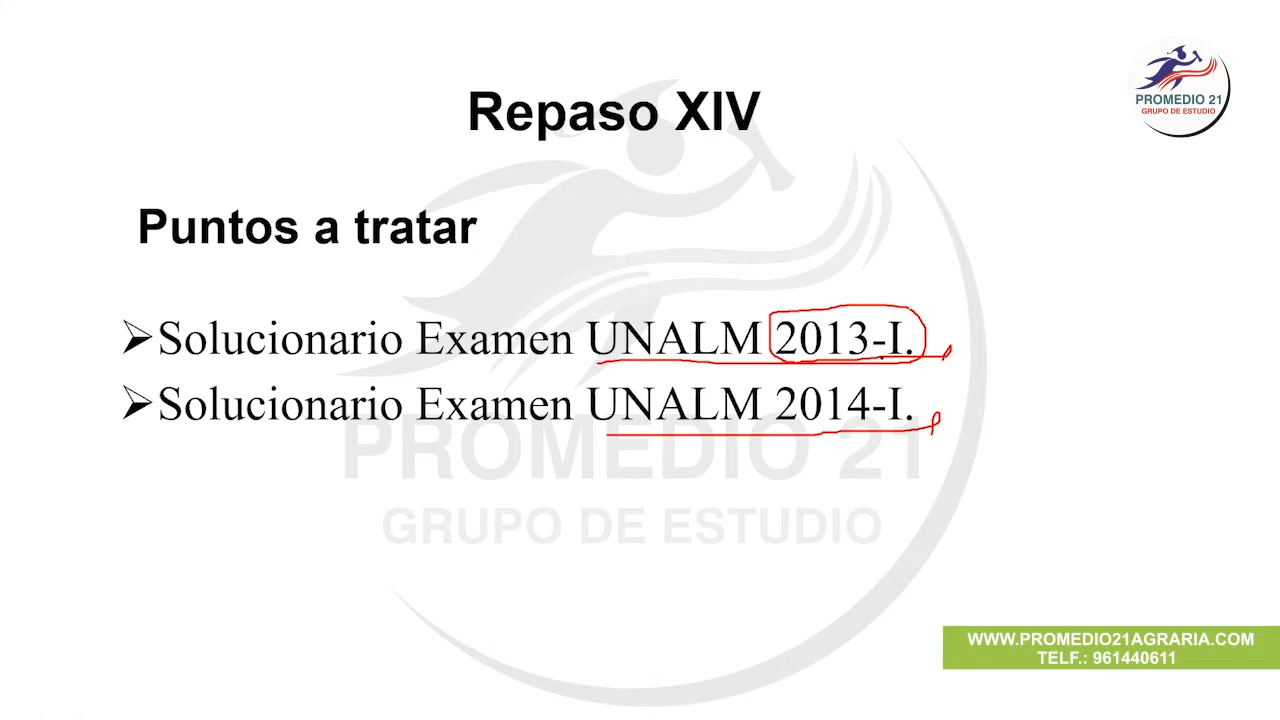 PROMEDIO 21
GRUPO DE ESTUDIO
Repaso XIV
Puntos a tratar
➢Solucionario Examen UNALM 2013-I.
➢Solucionario Examen UNALM 2014-I.
PROMEDIO 21
GRUPO DE ESTUDIO
WWW.PROMEDIO21AGRARIA.COM
TELF.: 961440611